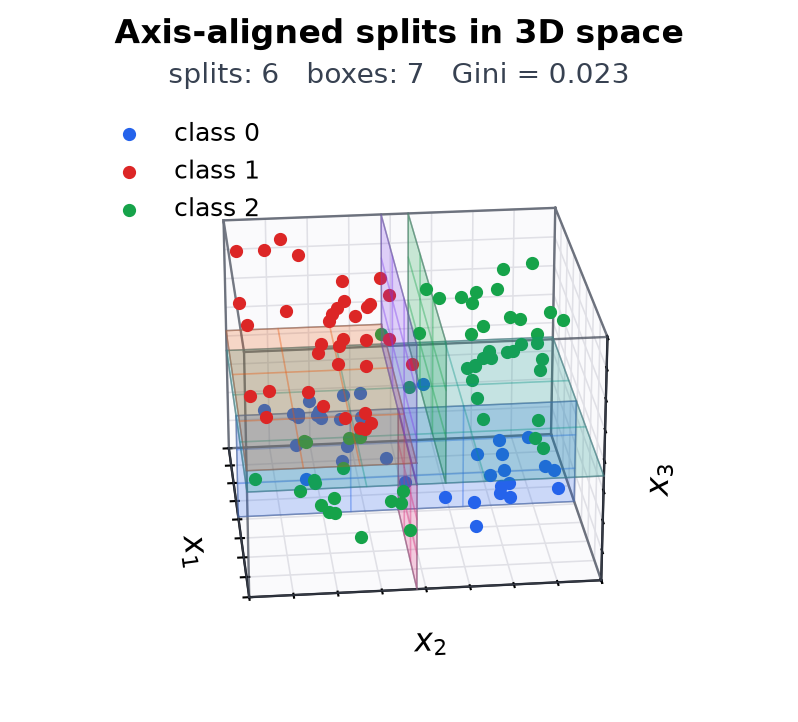 Axis-aligned splits in 3D space
splits: 6   boxes: 7   Gini = 0.023
class 0
class 1
class 2
x₁
x₂
x₃